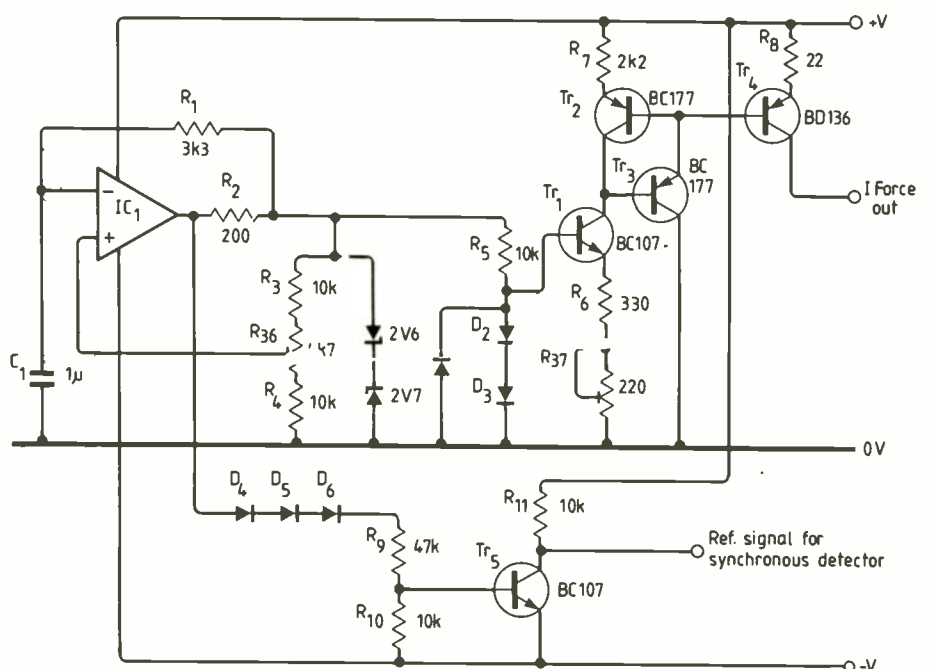 +V
R8
22
R7
2k2
Tr4
BD136
Tr2
BC177
R1
3k3
Tr3
BC
177
I Force
out
IC1
−
+
R2
200
Tr1
BC107
R5
10k
R3
10k
R6
330
R36
47
2V6
D2
R37
220
C1
1µ
R4
10k
2V7
D3
0V
D4
D5
D6
R11
10k
R9
47k
Tr5
BC107
Ref. signal for
synchronous detector
R10
10k
−V